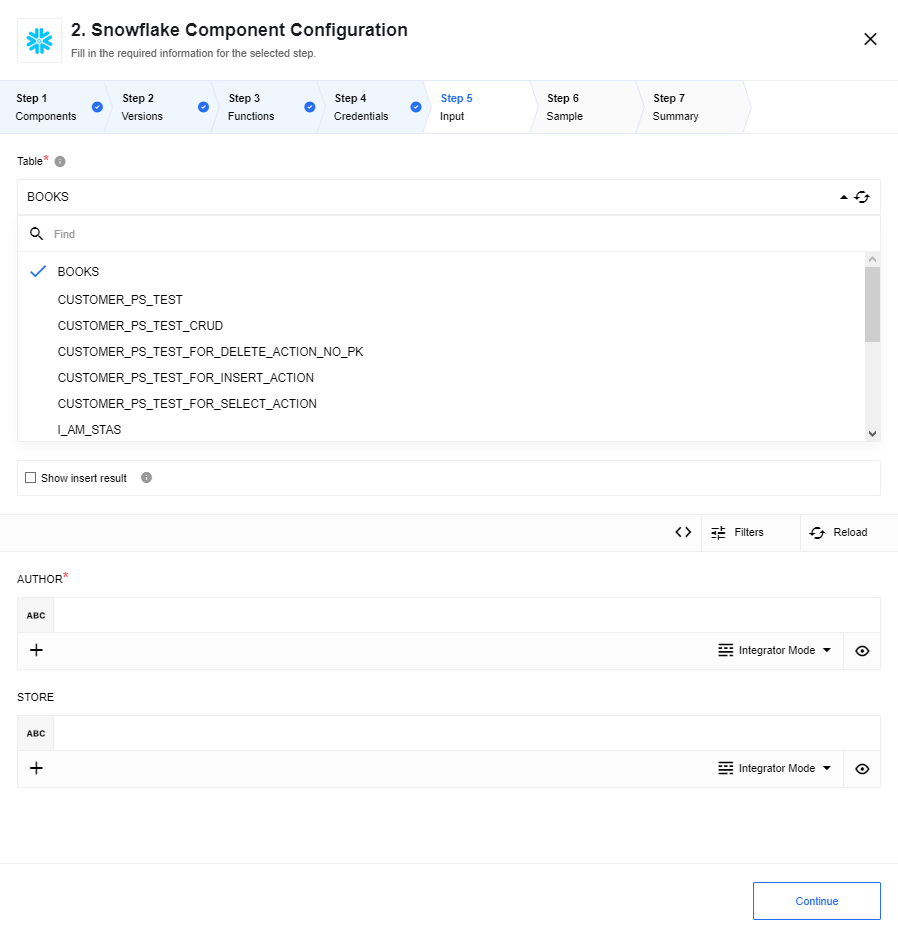 2. Snowflake Component Configuration
Fill in the required information for the selected step.
Step 1
Components
Step 2
Versions
Step 3
Functions
Step 4
Credentials
Step 5
Input
Step 6
Sample
Step 7
Summary
Table*
BOOKS
Find
BOOKS
CUSTOMER_PS_TEST
CUSTOMER_PS_TEST_CRUD
CUSTOMER_PS_TEST_FOR_DELETE_ACTION_NO_PK
CUSTOMER_PS_TEST_FOR_INSERT_ACTION
CUSTOMER_PS_TEST_FOR_SELECT_ACTION
I_AM_STAS
Show insert result
Filters
Reload
AUTHOR*
ABC
Integrator Mode
STORE
ABC
Integrator Mode
Continue